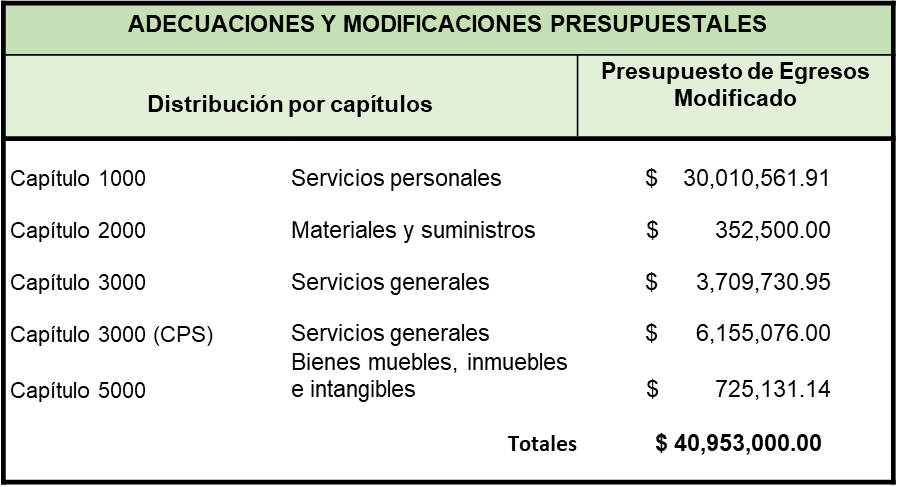 ADECUACIONES Y MODIFICACIONES PRESUPUESTALES
Distribución por capítulos
Presupuesto de Egresos
Modificado
Capítulo 1000 Servicios personales $ 30,010,561.91
Capítulo 2000 Materiales y suministros $ 352,500.00
Capítulo 3000 Servicios generales $ 3,709,730.95
Capítulo 3000 (CPS) Servicios generales $ 6,155,076.00
Bienes muebles, inmuebles
Capítulo 5000 e intangibles $ 725,131.14
Totales $ 40,953,000.00